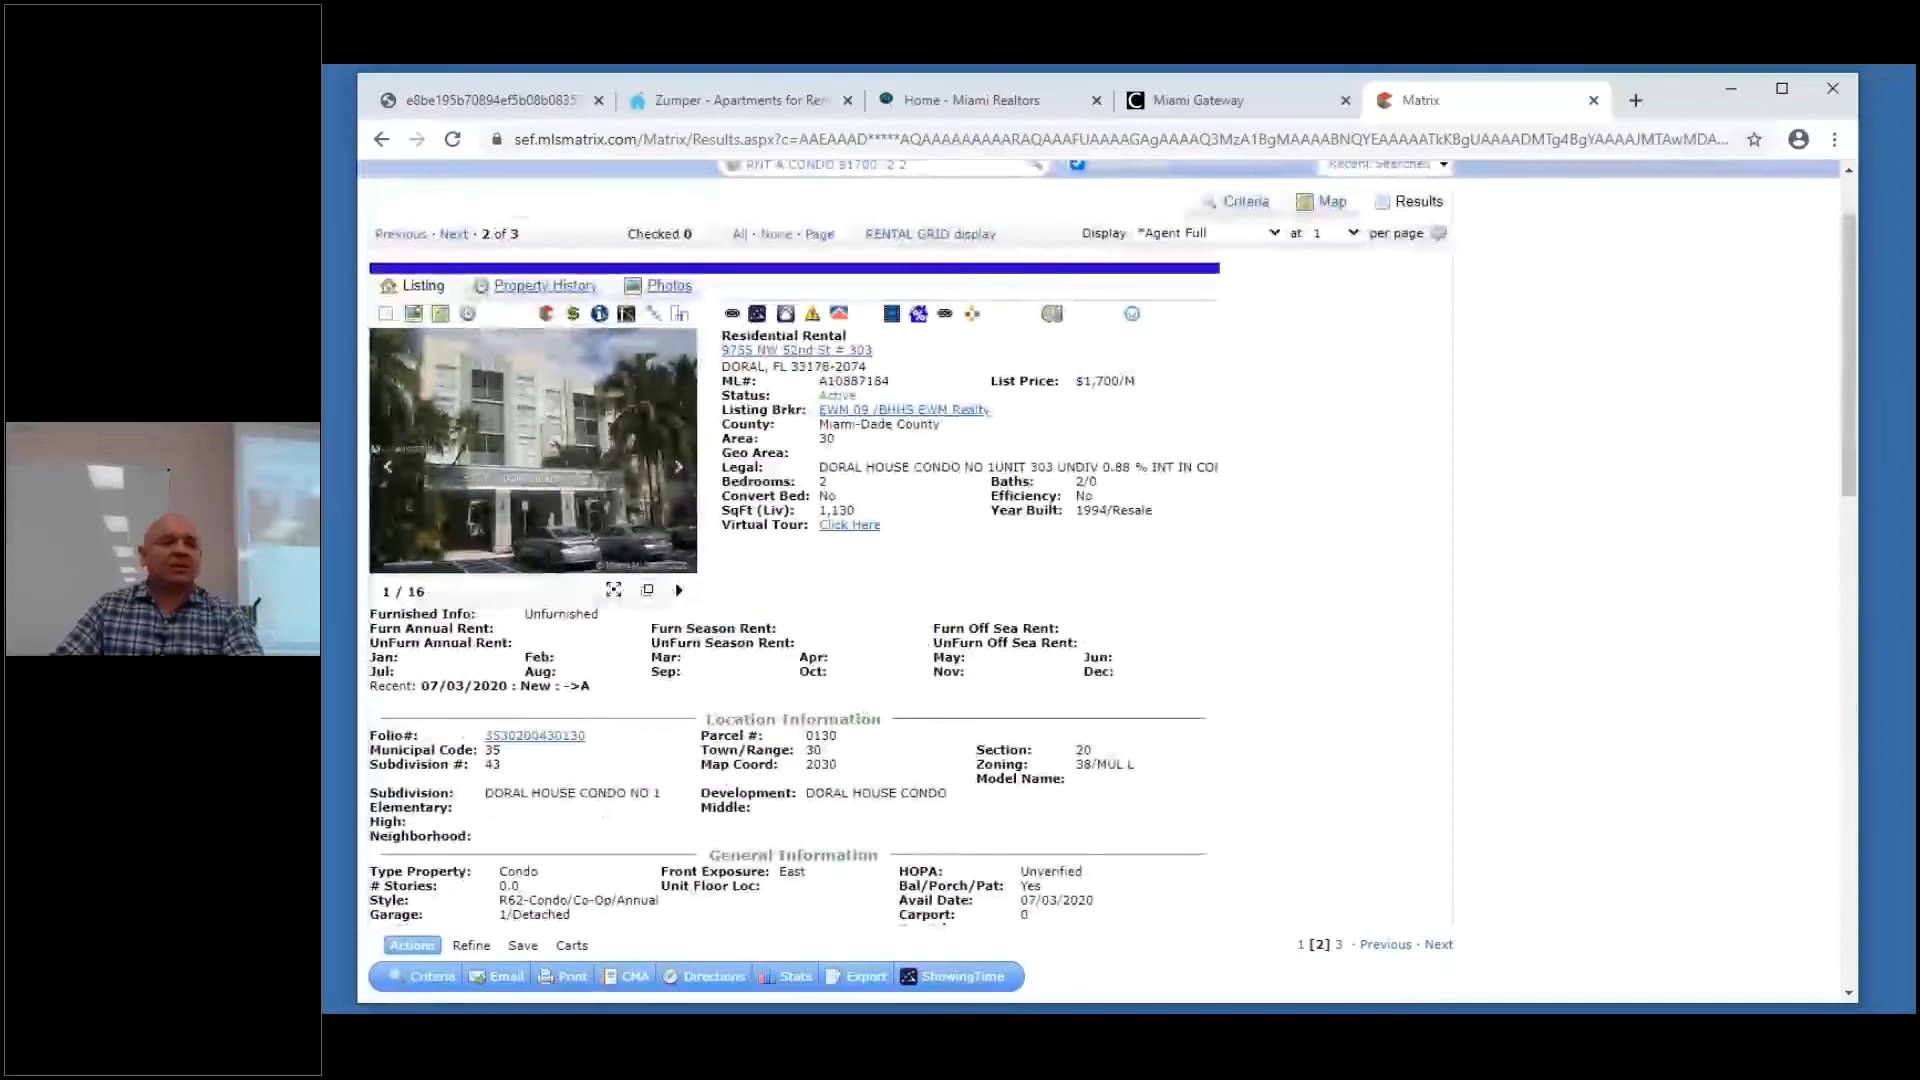 e8be195b70894ef5b08b0835
Zumper - Apartments for Ren
Home - Miami Realtors
Miami Gateway
Matrix
sef.mlsmatrix.com/Matrix/Results.aspx?c=AAEAAAD*****AQAAAAAAAAARAQAAAFUAAAAGAgAAAAQ3MzA1BgMAAAABNQYEAAAAATkKBgUAAAADMTg4BgYAAAAJMTAwMDA...
RNT A CONDO $1700 2 2
Recent Searches
Criteria Map Results
Previous · Next · 2 of 3 Checked 0 All · None · Page RENTAL GRID display Display *Agent Full at 1 per page
Listing Property History Photos
Residential Rental
9755 NW 52nd St # 303
DORAL, FL 33178-2074
ML#: A10887184 List Price: $1,700/M
Status: Active
Listing Brkr: EWM 09 /BHHS EWM Realty
County: Miami-Dade County
Area: 30
Geo Area:
Legal: DORAL HOUSE CONDO NO 1UNIT 303 UNDIV 0.88 % INT IN COI
Bedrooms: 2 Baths: 2/0
Convert Bed: No Efficiency: No
SqFt (Liv): 1,130 Year Built: 1994/Resale
Virtual Tour: Click Here
1 / 16
Furnished Info: Unfurnished
Furn Annual Rent: Furn Season Rent: Furn Off Sea Rent:
UnFurn Annual Rent: UnFurn Season Rent: UnFurn Off Sea Rent:
Jan: Feb: Mar: Apr: May: Jun:
Jul: Aug: Sep: Oct: Nov: Dec:
Recent: 07/03/2020 : New : ->A
Location Information
Folio#: 3530200430130 Parcel #: 0130
Municipal Code: 35 Town/Range: 30 Section: 20
Subdivision #: 43 Map Coord: 2030 Zoning: 38/MUL L
Model Name:
Subdivision: DORAL HOUSE CONDO NO 1 Development: DORAL HOUSE CONDO
Elementary: Middle:
High:
Neighborhood:
General Information
Type Property: Condo Front Exposure: East HOPA: Unverified
# Stories: 0.0 Unit Floor Loc: Bal/Porch/Pat: Yes
Style: R62-Condo/Co-Op/Annual Avail Date: 07/03/2020
Garage: 1/Detached Carport: 0
Actions Refine Save Carts 1 [2] 3 · Previous · Next
Criteria Email Print CMA Directions Stats Export ShowingTime